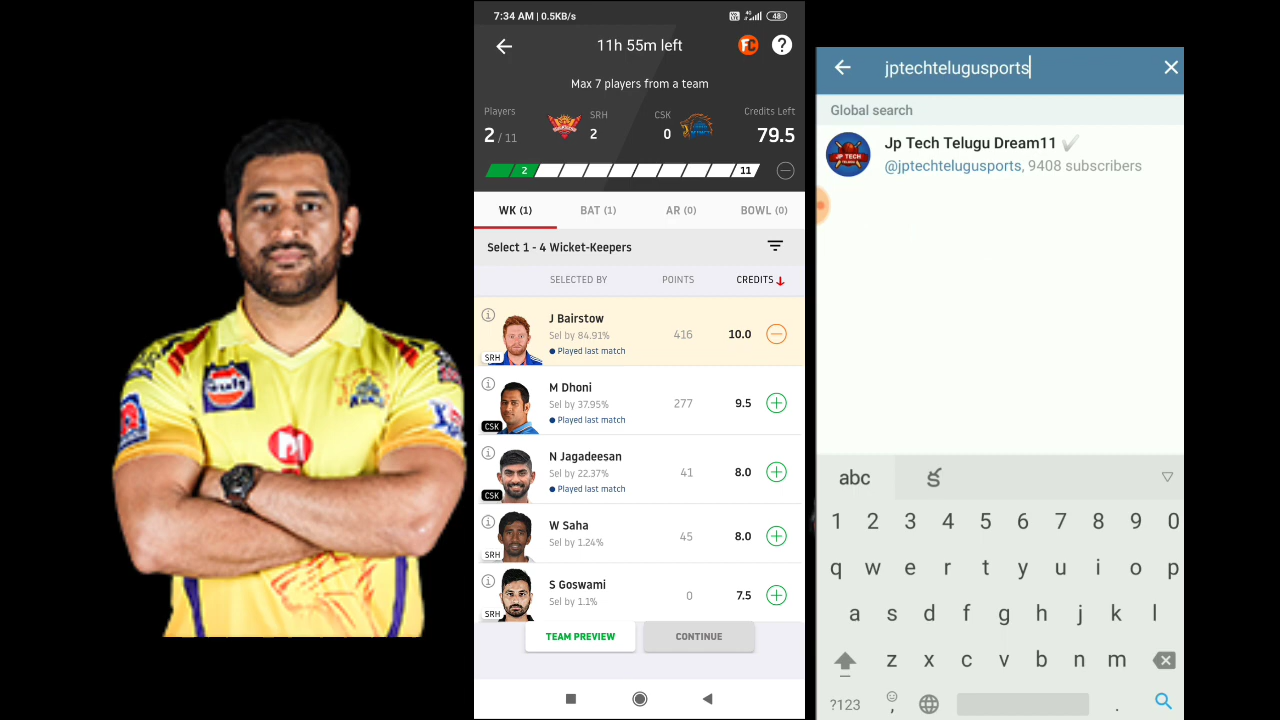 7:34 AM | 0.5KB/s
4G
48
11h 55m left
FC
?
Max 7 players from a team
Players
SRH
CSK
Credits Left
2 / 11
2
0
79.5
2
11
WK (1)
BAT (1)
AR (0)
BOWL (0)
Select 1 - 4 Wicket-Keepers
SELECTED BY
POINTS
CREDITS
J Bairstow
Sel by 84.91%
416
10.0
Played last match
SRH
M Dhoni
Sel by 37.95%
277
9.5
Played last match
CSK
N Jagadeesan
Sel by 22.37%
41
8.0
Played last match
CSK
W Saha
Sel by 1.24%
45
8.0
SRH
S Goswami
Sel by 1.1%
0
7.5
SRH
TEAM PREVIEW
CONTINUE
jptechtelugusports
Global search
Jp Tech Telugu Dream11
JP TECH
@jptechtelugusports, 9408 subscribers
abc
క
1 2 3 4 5 6 7 8 9 0
q w e r t y u i o p
a s d f g h j k l
z x c v b n m
?123
,
.
Gulf